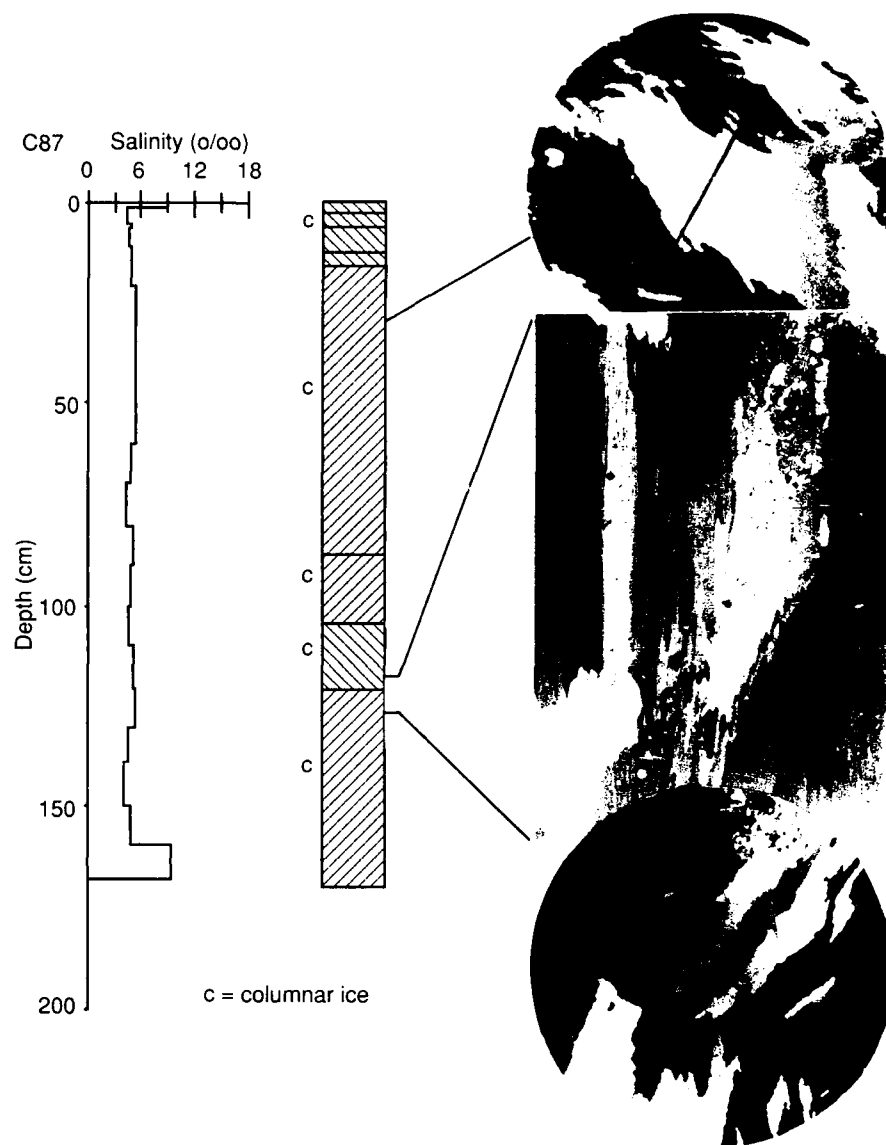 C87 Salinity (o/oo)
0 6 12 18
0
50
100
150
200
Depth (cm)
c
c
c
c
c
c = columnar ice